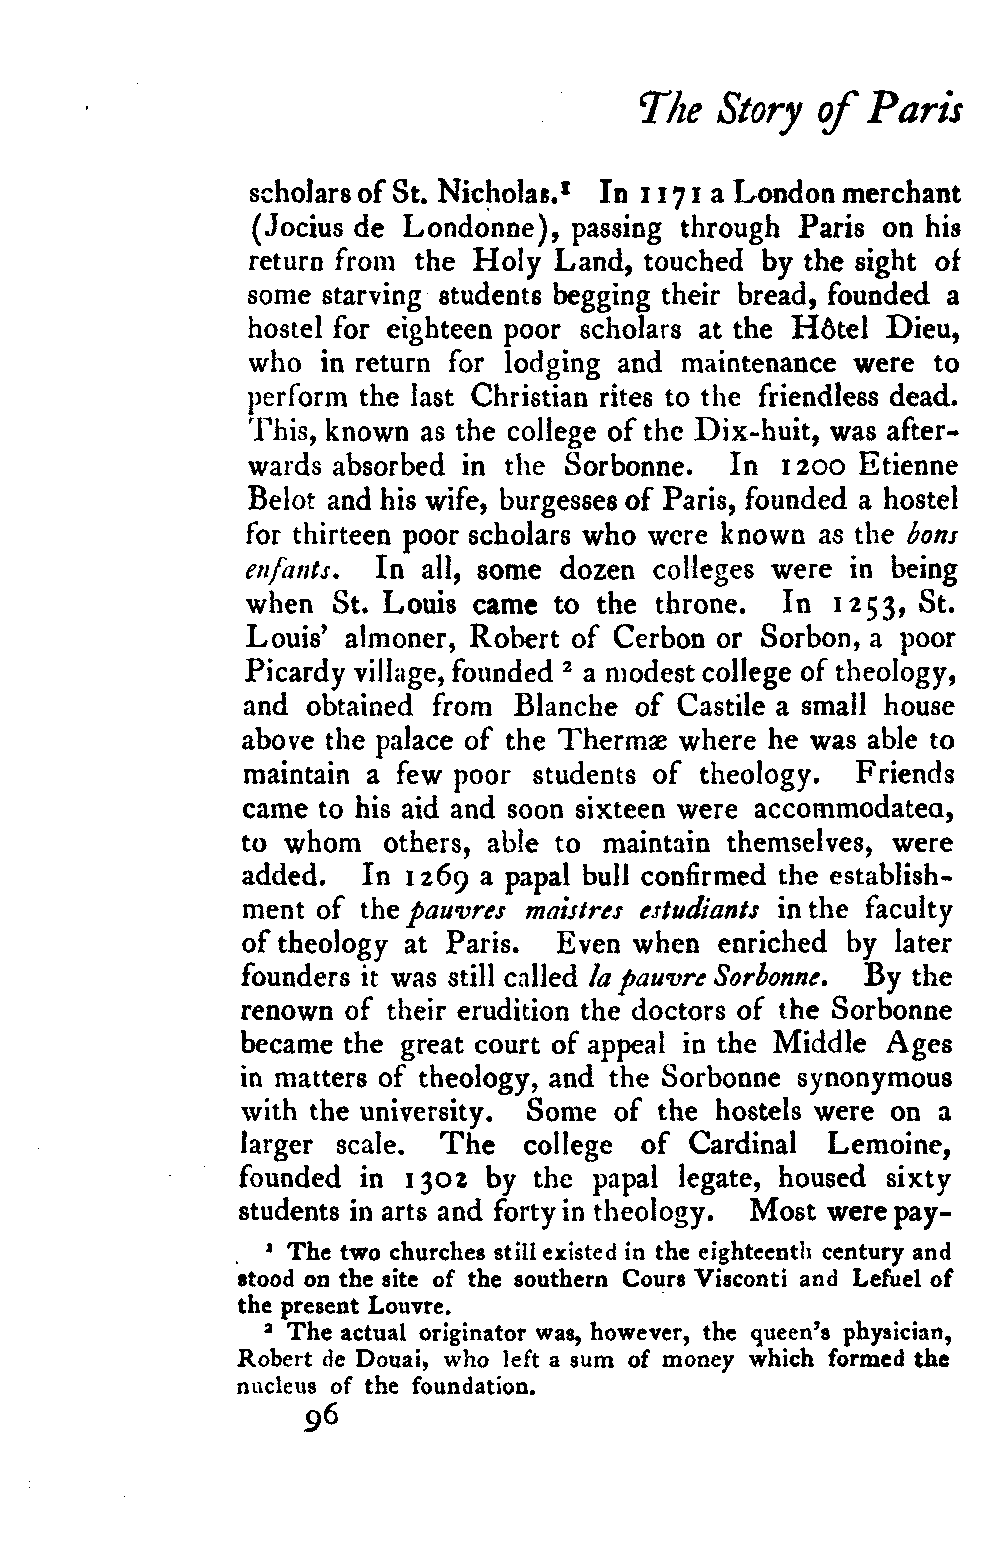 The Story of Paris
scholars of St. Nicholas.¹ In 1171 a London merchant
(Jocius de Londonne), passing through Paris on his
return from the Holy Land, touched by the sight of
some starving students begging their bread, founded a
hostel for eighteen poor scholars at the Hôtel Dieu,
who in return for lodging and maintenance were to
perform the last Christian rites to the friendless dead.
This, known as the college of the Dix-huit, was after-
wards absorbed in the Sorbonne. In 1200 Etienne
Belot and his wife, burgesses of Paris, founded a hostel
for thirteen poor scholars who were known as the bons
enfants. In all, some dozen colleges were in being
when St. Louis came to the throne. In 1253, St.
Louis' almoner, Robert of Cerbon or Sorbon, a poor
Picardy village, founded ² a modest college of theology,
and obtained from Blanche of Castile a small house
above the palace of the Thermæ where he was able to
maintain a few poor students of theology. Friends
came to his aid and soon sixteen were accommodated,
to whom others, able to maintain themselves, were
added. In 1269 a papal bull confirmed the establish-
ment of the pauvres maistres estudiants in the faculty
of theology at Paris. Even when enriched by later
founders it was still called la pauvre Sorbonne. By the
renown of their erudition the doctors of the Sorbonne
became the great court of appeal in the Middle Ages
in matters of theology, and the Sorbonne synonymous
with the university. Some of the hostels were on a
larger scale. The college of Cardinal Lemoine,
founded in 1302 by the papal legate, housed sixty
students in arts and forty in theology. Most were pay-
¹ The two churches still existed in the eighteenth century and
stood on the site of the southern Cours Visconti and Lefuel of
the present Louvre.
² The actual originator was, however, the queen's physician,
Robert de Douai, who left a sum of money which formed the
nucleus of the foundation.
96